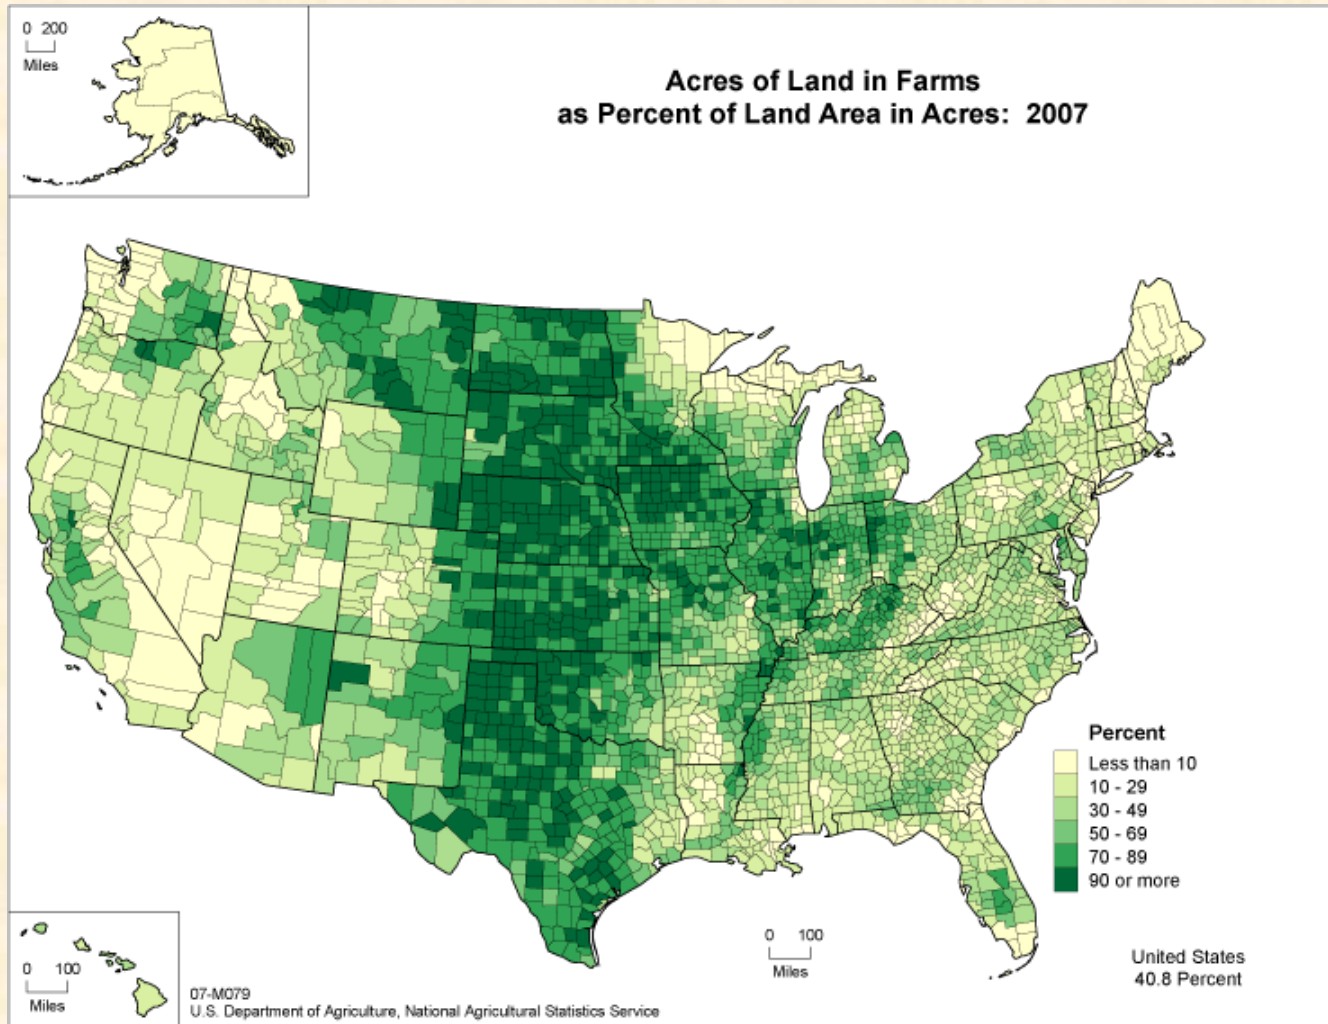 0 200
Miles
Acres of Land in Farms
as Percent of Land Area in Acres: 2007
Percent
Less than 10
10 - 29
30 - 49
50 - 69
70 - 89
90 or more
0 100
Miles
0 100
Miles
United States
40.8 Percent
07-M079
U.S. Department of Agriculture, National Agricultural Statistics Service